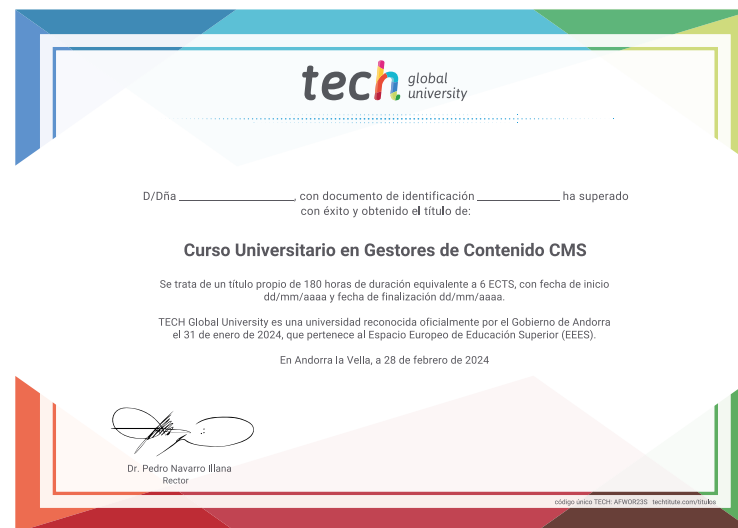 tech global university
D/Dña ______________, con documento de identificación ______________ ha superado
con éxito y obtenido el título de:
Curso Universitario en Gestores de Contenido CMS
Se trata de un título propio de 180 horas de duración equivalente a 6 ECTS, con fecha de inicio
dd/mm/aaaa y fecha de finalización dd/mm/aaaa.
TECH Global University es una universidad reconocida oficialmente por el Gobierno de Andorra
el 31 de enero de 2024, que pertenece al Espacio Europeo de Educación Superior (EEES).
En Andorra la Vella, a 28 de febrero de 2024
Dr. Pedro Navarro Illana
Rector
código único TECH: AFWOR23S techtitute.com/titulos